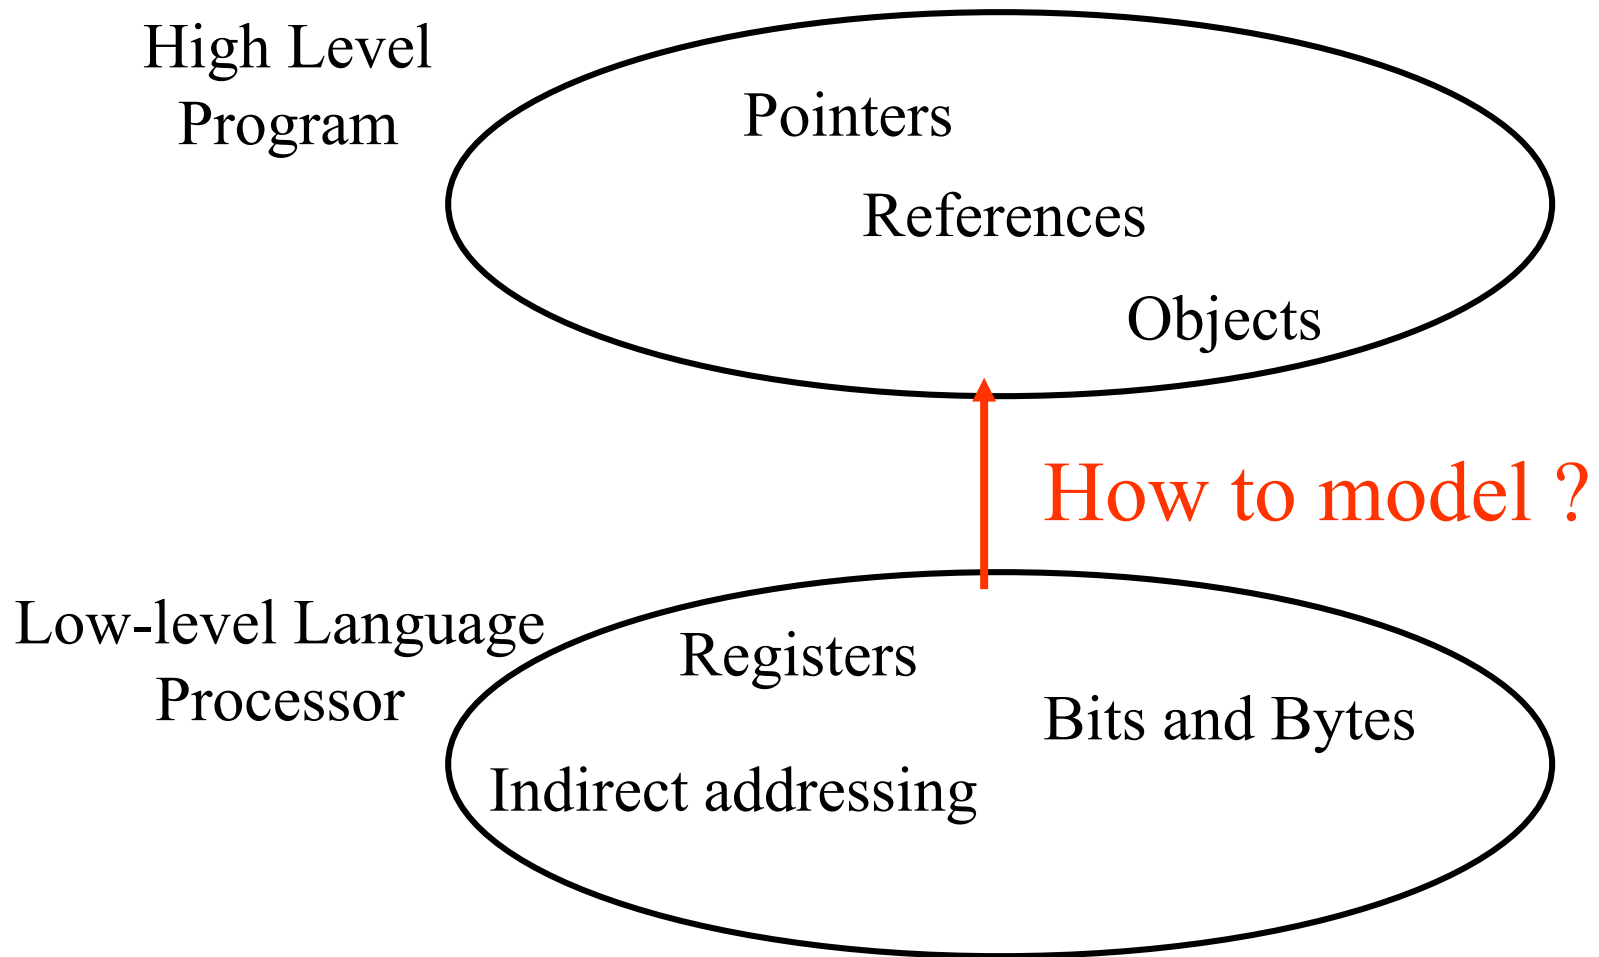 High Level
Program
Pointers
References
Objects
How to model ?
Low-level Language
Processor
Registers
Bits and Bytes
Indirect addressing